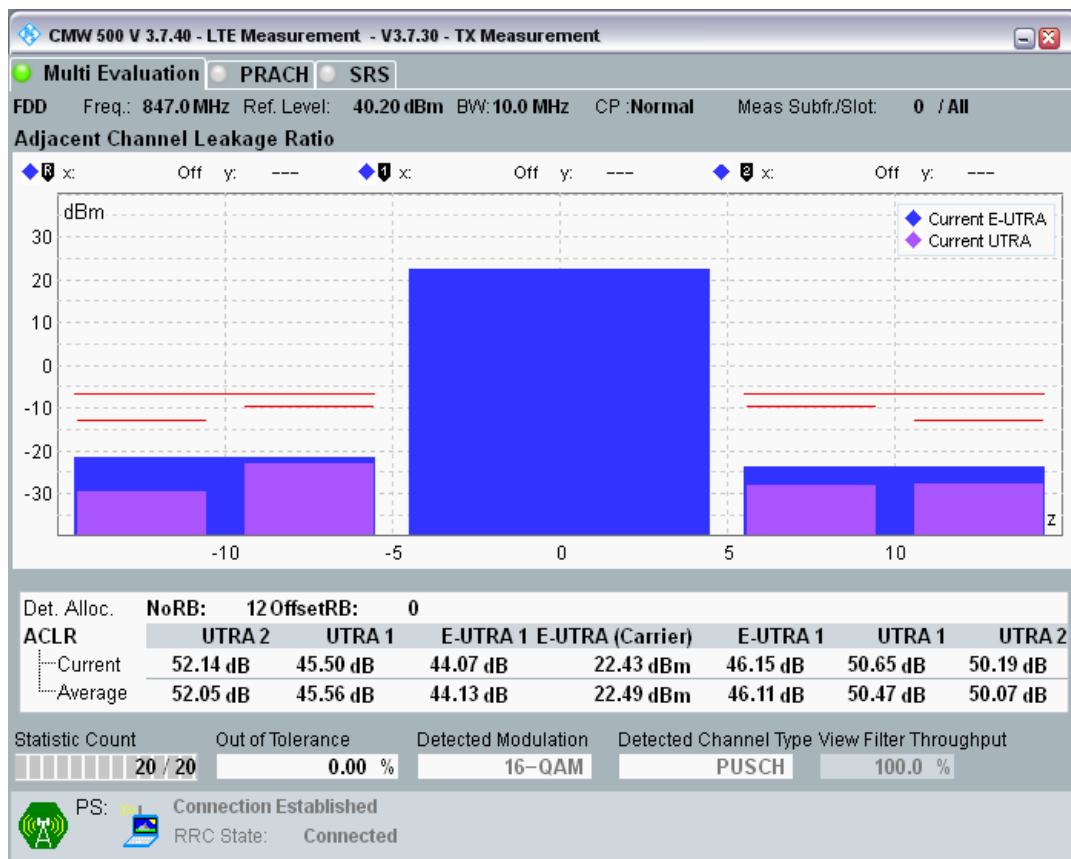 CMW 500 V 3.7.40 - LTE Measurement - V3.7.30 - TX Measurement
Multi Evaluation PRACH SRS
FDD Freq.: 847.0 MHz Ref. Level: 40.20 dBm BW: 10.0 MHz CP :Normal Meas Subfr./Slot: 0 / All
Adjacent Channel Leakage Ratio
R x: Off y: --- 1 x: Off y: --- 2 x: Off y: ---
dBm
Current E-UTRA
Current UTRA
30
20
10
0
-10
-20
-30
z
-10 -5 0 5 10
Det. Alloc. NoRB: 12 OffsetRB: 0
ACLR UTRA 2 UTRA 1 E-UTRA 1 E-UTRA (Carrier) E-UTRA 1 UTRA 1 UTRA 2
Current 52.14 dB 45.50 dB 44.07 dB 22.43 dBm 46.15 dB 50.65 dB 50.19 dB
Average 52.05 dB 45.56 dB 44.13 dB 22.49 dBm 46.11 dB 50.47 dB 50.07 dB
Statistic Count Out of Tolerance Detected Modulation Detected Channel Type View Filter Throughput
20 / 20 0.00 % 16-QAM PUSCH 100.0 %
PS: Connection Established
RRC State: Connected